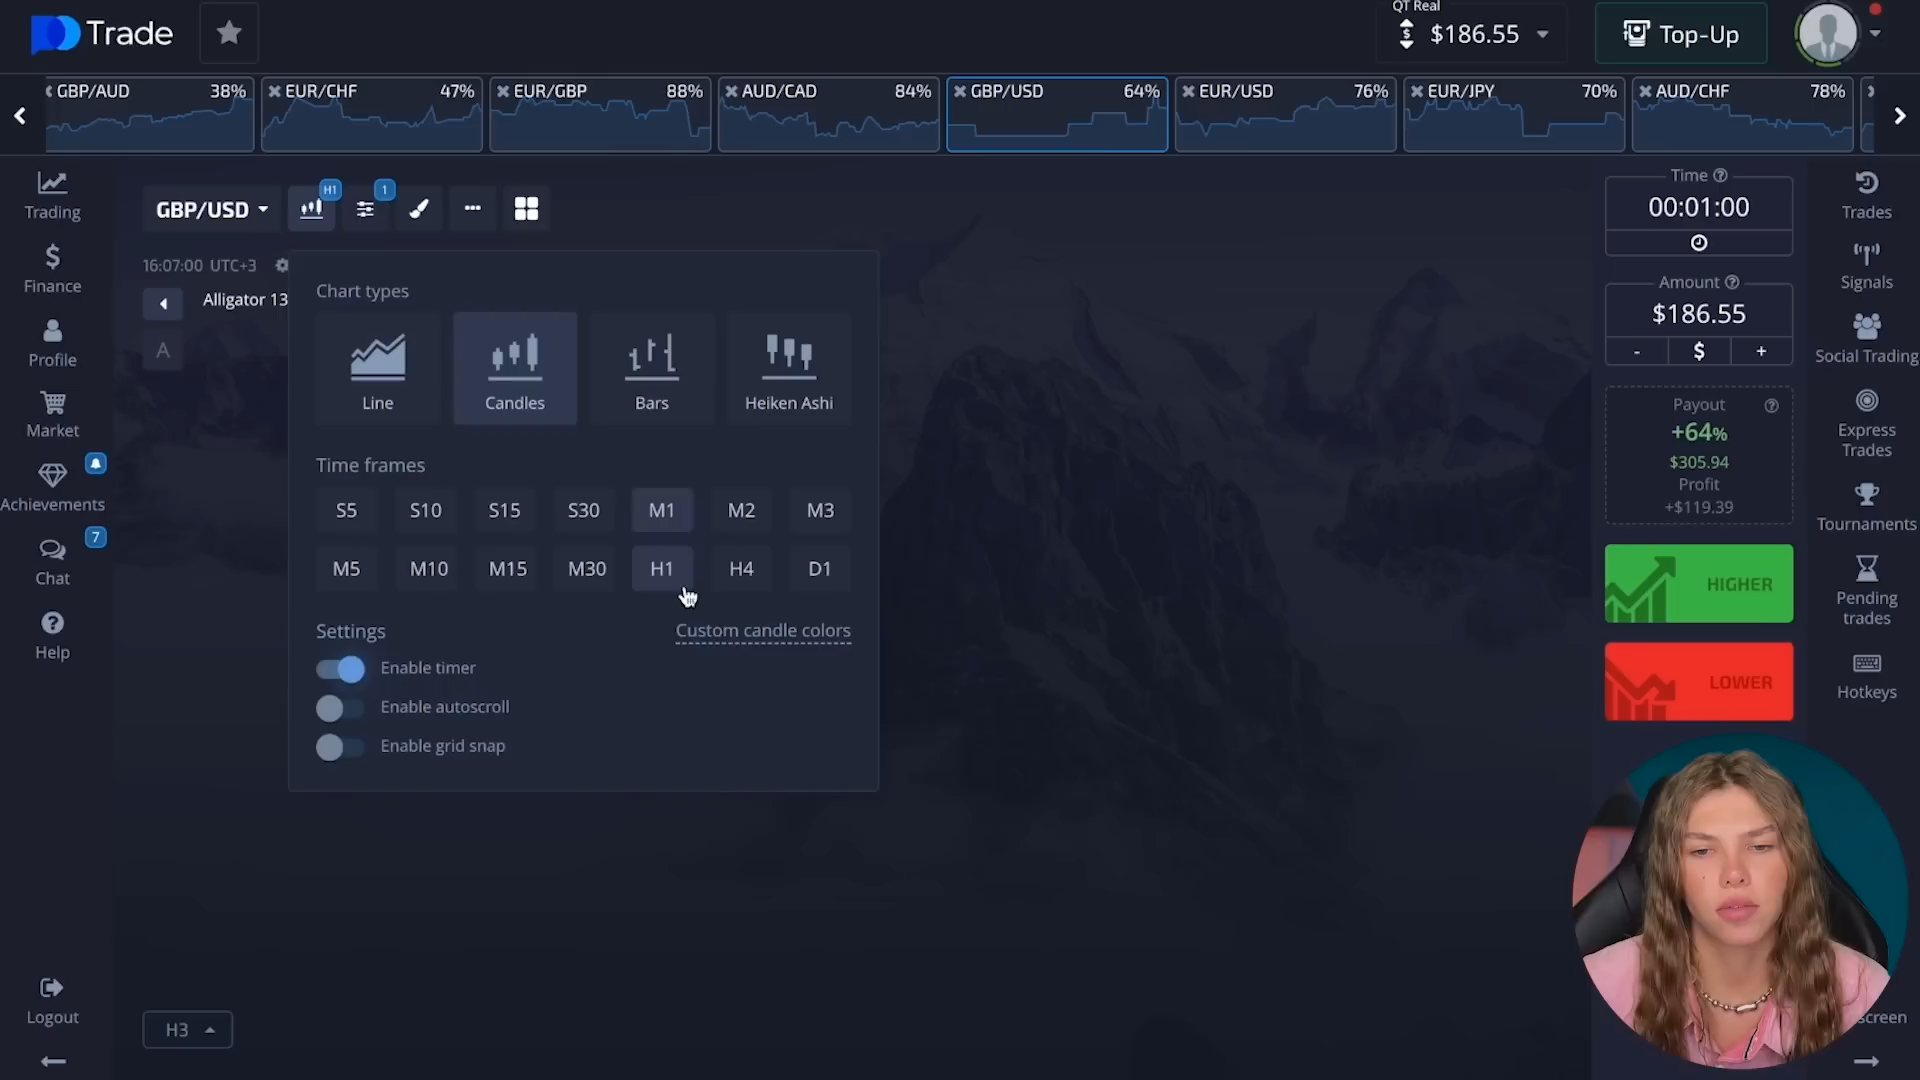 Trade
QT Real
$186.55
Top-Up
GBP/AUD 38%
EUR/CHF 47%
EUR/GBP 88%
AUD/CAD 84%
GBP/USD 64%
EUR/USD 76%
EUR/JPY 70%
AUD/CHF 78%
Trading
Finance
Profile
Market
Achievements
7
Chat
Help
Logout
GBP/USD
H1
1
16:07:00 UTC+3
Alligator 13
A
Chart types
Line
Candles
Bars
Heiken Ashi
Time frames
S5 S10 S15 S30 M1 M2 M3
M5 M10 M15 M30 H1 H4 D1
Settings
Custom candle colors
Enable timer
Enable autoscroll
Enable grid snap
H3
Time
00:01:00
Amount
$186.55
- $ +
Payout
+64%
$305.94
Profit
+$119.39
HIGHER
LOWER
Trades
Signals
Social Trading
Express
Trades
Tournaments
Pending
trades
Hotkeys
screen